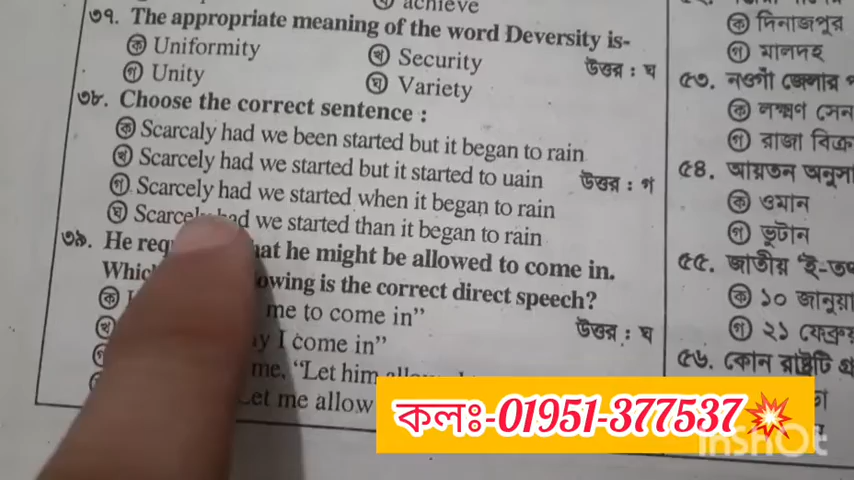 achieve
৩৭. The appropriate meaning of the word Deversity is-
ক Uniformity
খ Security
গ Unity
ঘ Variety
উত্তর : ঘ
৩৮. Choose the correct sentence :
ক Scarcaly had we been started but it began to rain
খ Scarcely had we started but it started to uain
গ Scarcely had we started when it began to rain
ঘ Scarcely had we started than it began to rain
উত্তর : গ
৩৯. He req hat he might be allowed to come in.
Which owing is the correct direct speech?
ক me to come in”
খ y I come in”
me, “Let him
Let me allow
উত্তর : ঘ
ক দিনাজপুর
গ মালদহ
৫৩. নওগাঁ জেলার
ক লক্ষ্মণ সেন
গ রাজা বিক্র
৫৪. আয়তন অনুসা
ক ওমান
গ ভুটান
৫৫. জাতীয় ‘ই-তথ
ক ১০ জানুয়া
গ ২১ ফেব্রু
৫৬. কোন রাষ্ট্রটি
কলঃ-01951-377537
InShOt